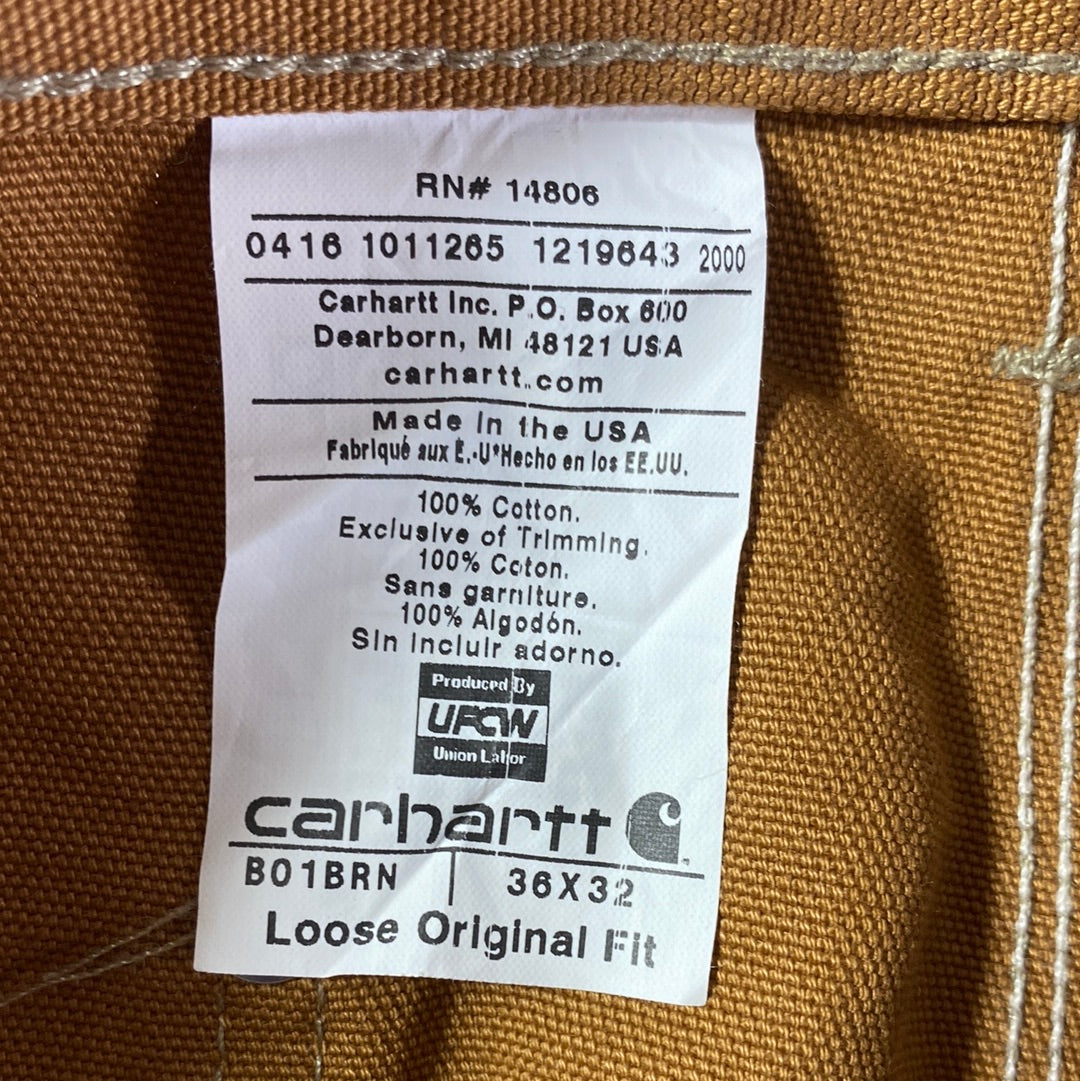 RN# 14806
0416 1011265 1219643 2000
Carhartt Inc. P.O. Box 600
Dearborn, MI 48121 USA
carhartt.com
Made In the USA
Fabriqué aux É.-U*Hecho en los EE.UU.
100% Cotton.
Exclusive of Trimming.
100% Coton.
Sans garniture.
100% Algodón.
Sin incluir adorno.
Produced By
UFCW
Union Labor
carhartt
B01BRN | 36X32
Loose Original Fit